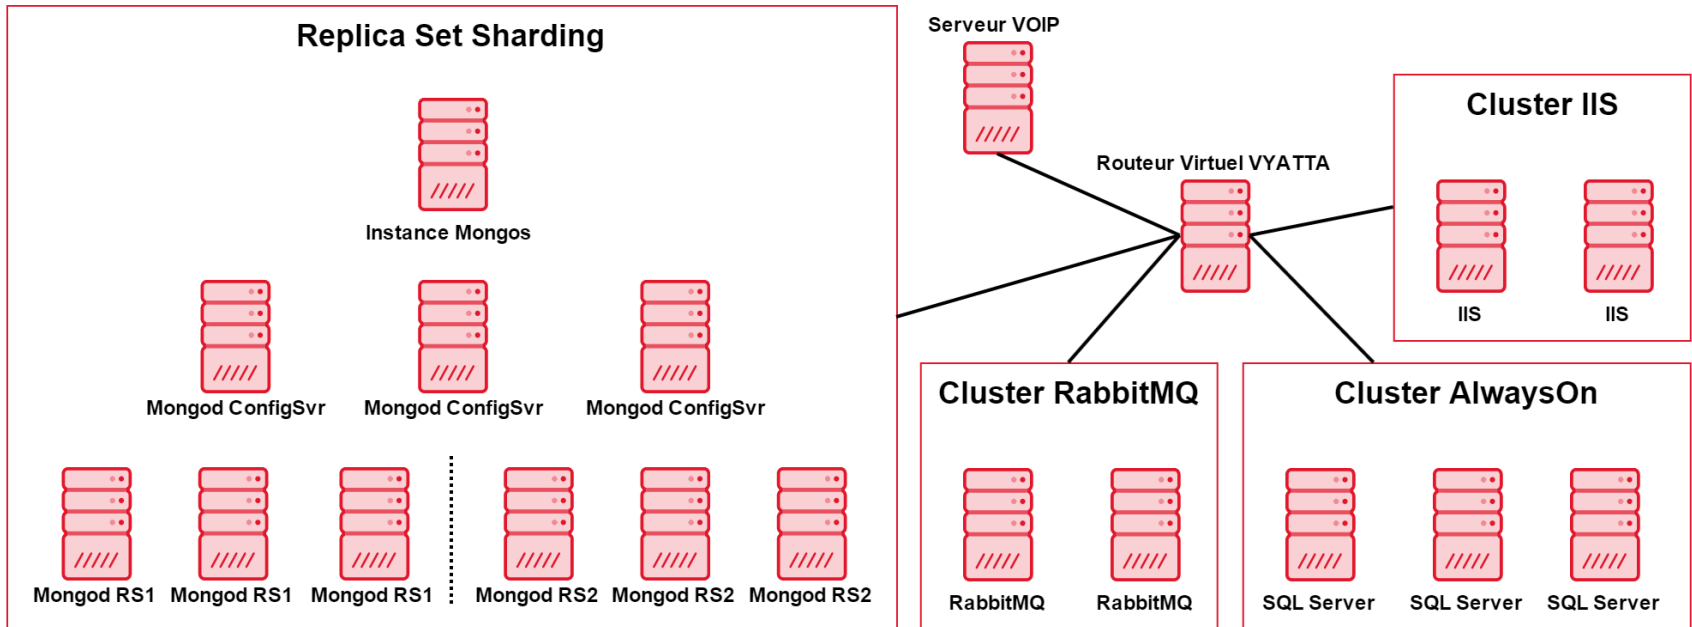 Replica Set Sharding
Instance Mongos
Mongod ConfigSvr
Mongod ConfigSvr
Mongod ConfigSvr
Mongod RS1
Mongod RS1
Mongod RS1
Mongod RS2
Mongod RS2
Mongod RS2
Serveur VOIP
Routeur Virtuel VYATTA
Cluster IIS
IIS
IIS
Cluster RabbitMQ
RabbitMQ
RabbitMQ
Cluster AlwaysOn
SQL Server
SQL Server
SQL Server